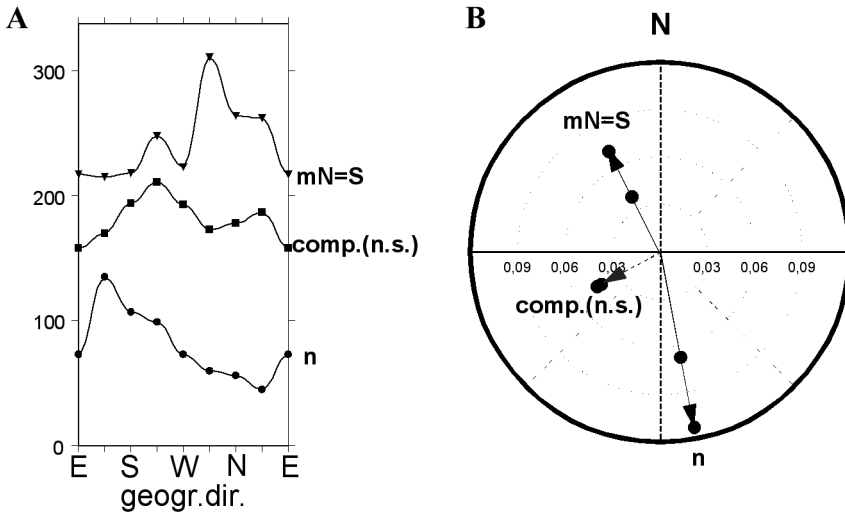 A
300
200
100
0
mN=S
comp.(n.s.)
n
E S W N E
geogr.dir.
B
N
mN=S
0,09 0,06 0,03 0,03 0,06 0,09
comp.(n.s.)
n